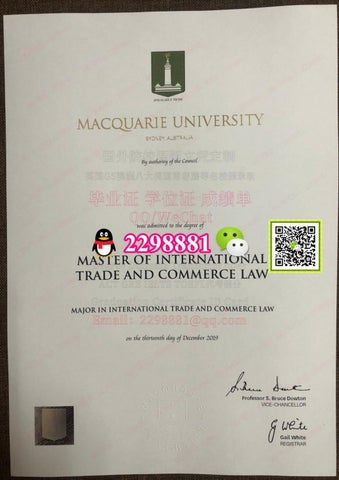 MACQUARIE UNIVERSITY
SYDNEY, AUSTRALIA
By authority of the Council
毕业证 学位证 成绩单
QQ/WeChat
was admitted to the degree of
2298881
MASTER OF INTERNATIONAL
TRADE AND COMMERCE LAW
MAJOR IN INTERNATIONAL TRADE AND COMMERCE LAW
Email: 2298881@qq.com
on the thirteenth day of December 2019
Professor S. Bruce Dowton
VICE-CHANCELLOR
Gail White
REGISTRAR